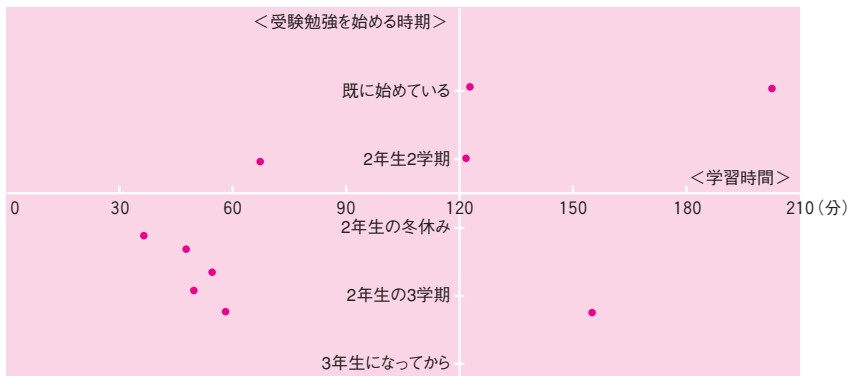 ＜受験勉強を始める時期＞
既に始めている
2年生2学期
＜学習時間＞
0 30 60 90 120 150 180 210（分）
2年生の冬休み
2年生の3学期
3年生になってから